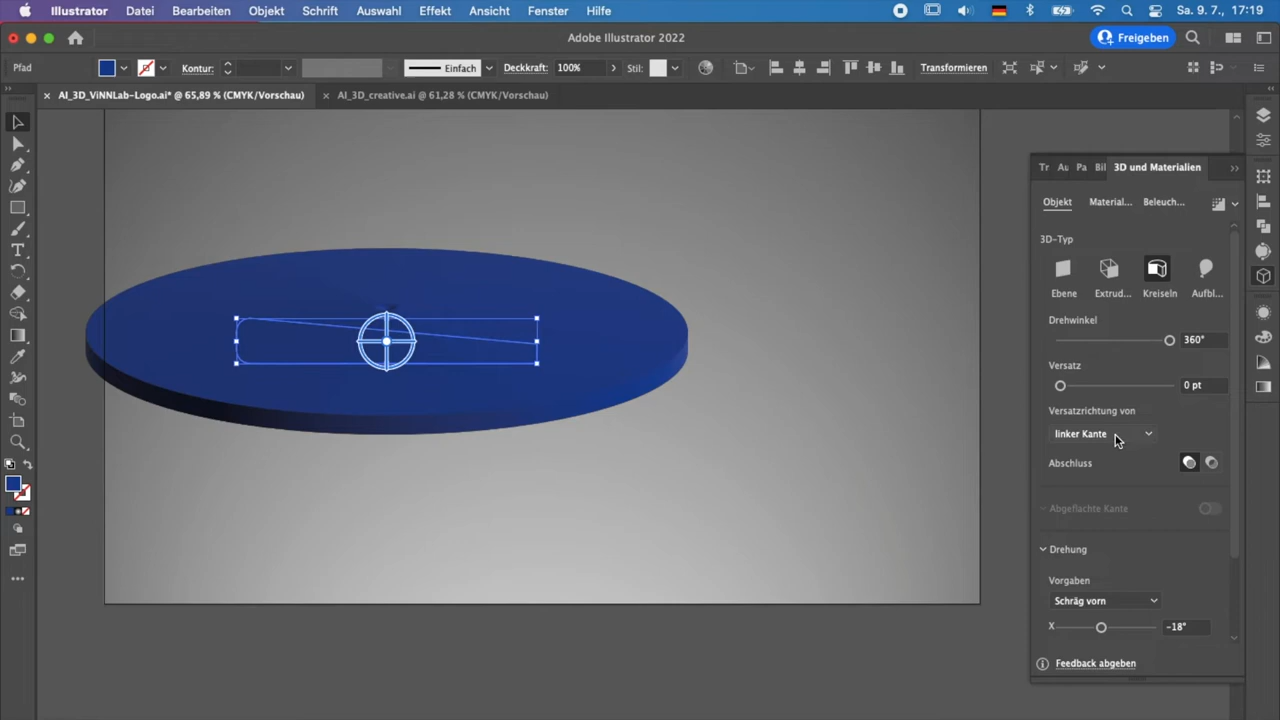 Illustrator Datei Bearbeiten Objekt Schrift Auswahl Effekt Ansicht Fenster Hilfe Sa. 9. 7., 17:19
Adobe Illustrator 2022 Freigeben
Pfad Kontur: Einfach Deckkraft: 100% Stil: Transformieren
AI_3D_ViNNLab-Logo.ai* @ 65,89 % (CMYK/Vorschau) AI_3D_creative.ai @ 61,28 % (CMYK/Vorschau)
Tr Au Pa Bil 3D und Materialien
Objekt Material... Beleuch...
3D-Typ
Ebene Extrud... Kreiseln Aufbl...
Drehwinkel
360°
Versatz
0 pt
Versatzrichtung von
linker Kante
Abschluss
Abgeflachte Kante
Drehung
Vorgaben
Schräg vorn
X -18°
Feedback abgeben